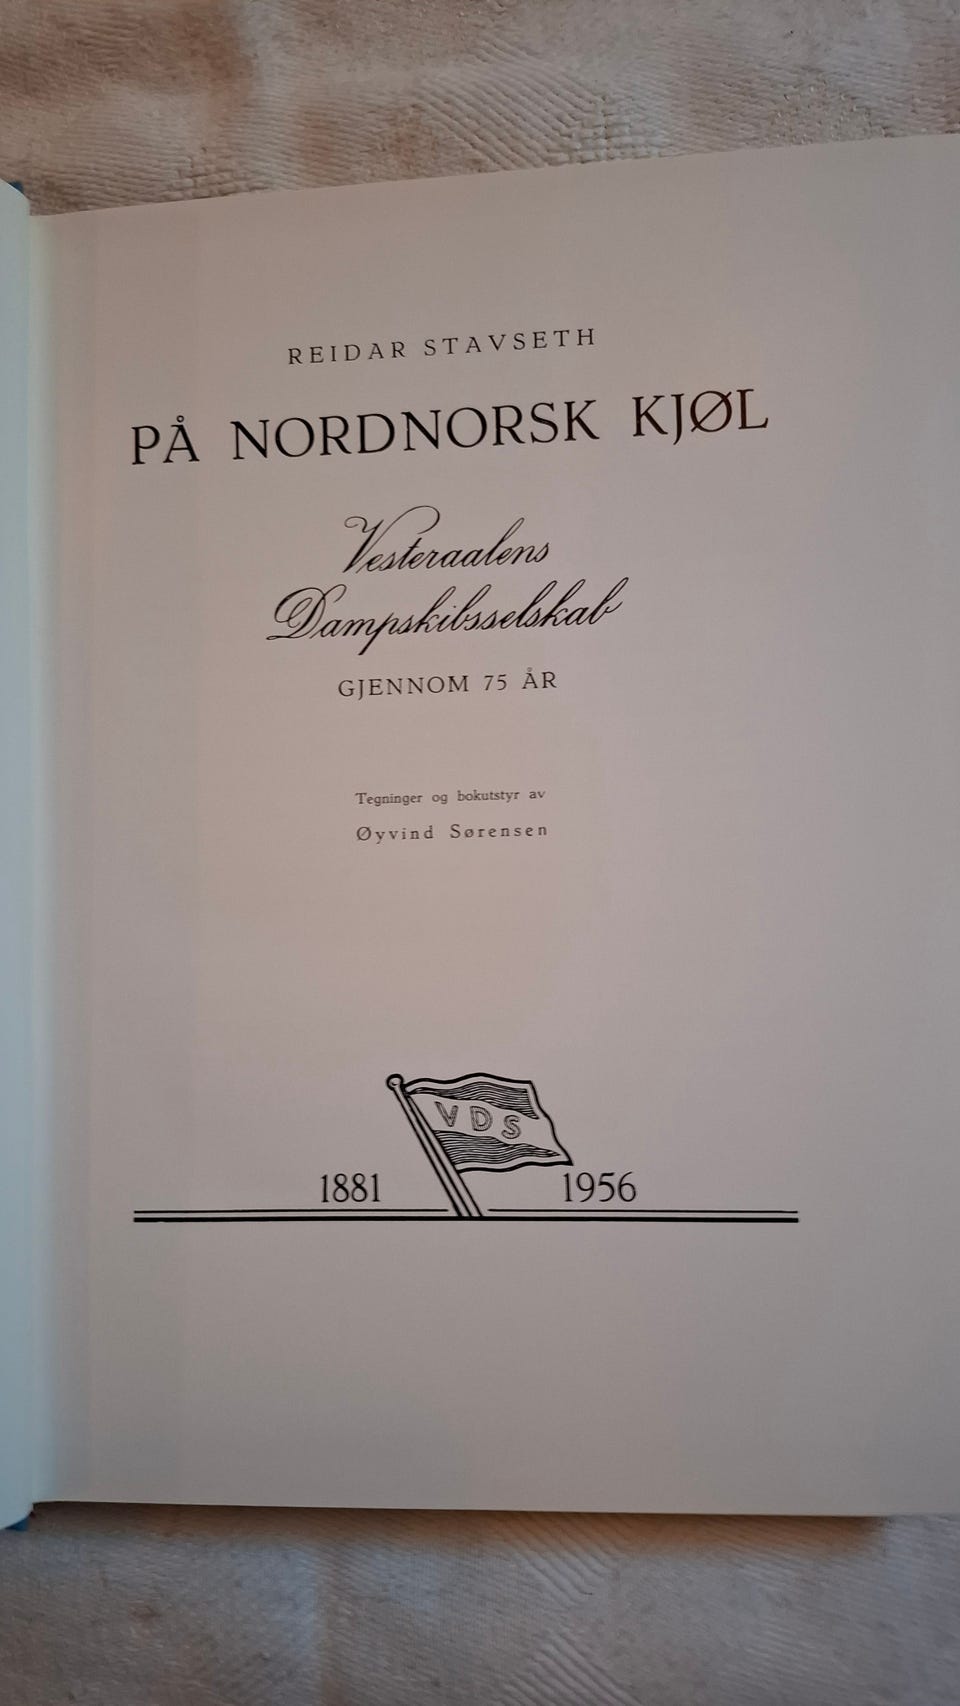 REIDAR STAVSETH
PÅ NORDNORSK KJØL
Vesteraalens
Dampskibsselskab
GJENNOM 75 ÅR
Tegninger og bokutstyr av
Øyvind Sørensen
VDS
1881 1956